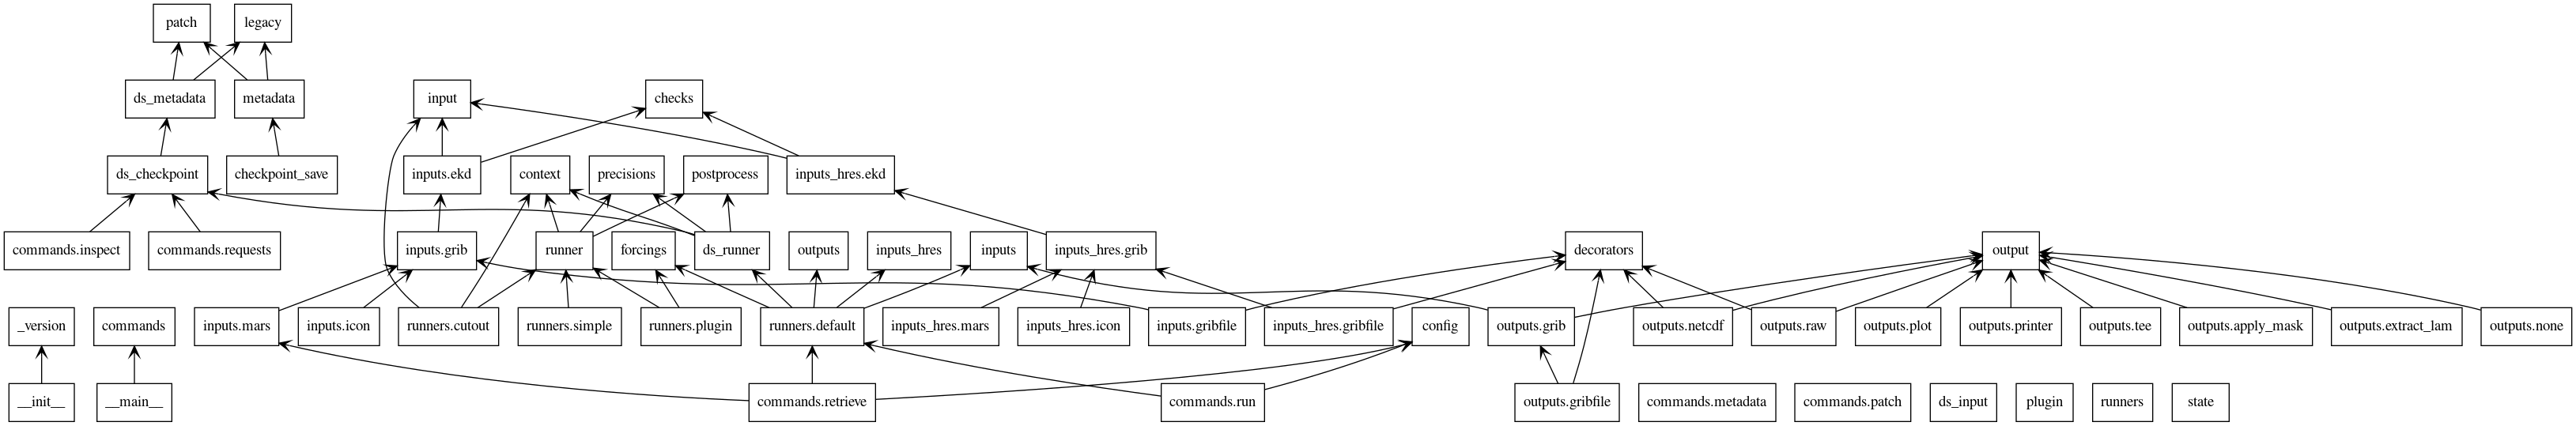 patch
legacy
ds_metadata
metadata
input
checks
ds_checkpoint
checkpoint_save
inputs.ekd
context
precisions
postprocess
inputs_hres.ekd
commands.inspect
commands.requests
inputs.grib
runner
forcings
ds_runner
outputs
inputs_hres
inputs
inputs_hres.grib
decorators
output
_version
commands
inputs.mars
inputs.icon
runners.cutout
runners.simple
runners.plugin
runners.default
inputs_hres.mars
inputs_hres.icon
inputs.gribfile
inputs_hres.gribfile
config
outputs.grib
outputs.netcdf
outputs.raw
outputs.plot
outputs.printer
outputs.tee
outputs.apply_mask
outputs.extract_lam
outputs.none
__init__
__main__
commands.retrieve
commands.run
outputs.gribfile
commands.metadata
commands.patch
ds_input
plugin
runners
state